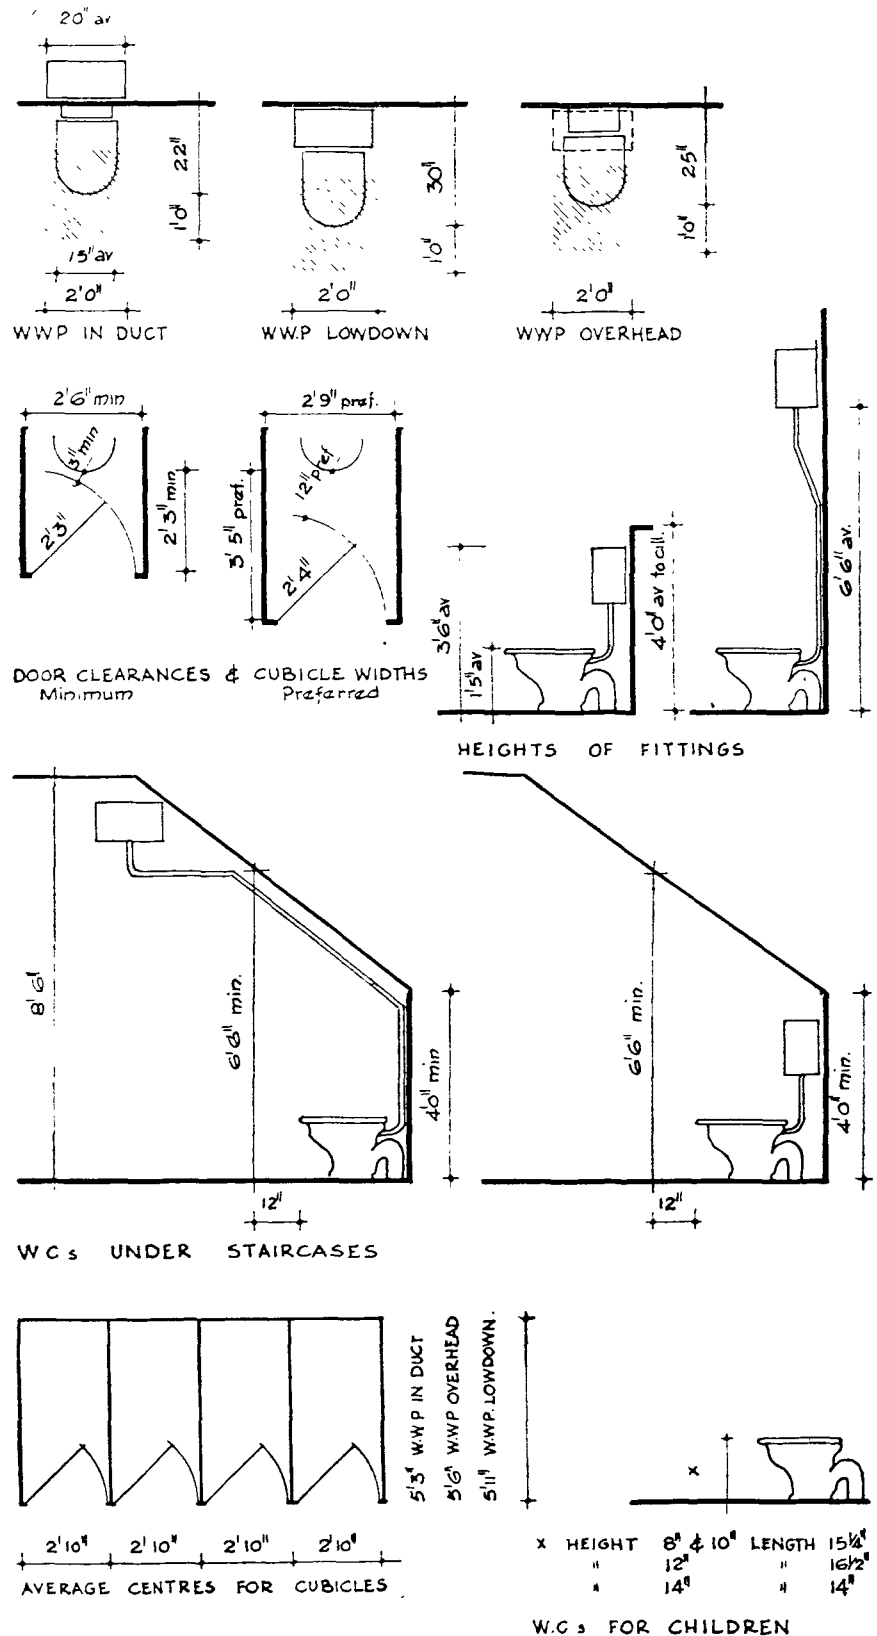 20" av
22"
1'0"
15" av
2'0"
WWP IN DUCT
30"
1'0"
2'0"
WW.P LOWDOWN
25"
1'0"
2'0"
WWP OVERHEAD
2'6" min
3" min
2'3"
2'3" min
2'9" pref.
12" pref
2'4"
3'5" pref.
DOOR CLEARANCES & CUBICLE WIDTHS
Minimum Preferred
3'6" av
1'5" av
4'0" av to cill.
6'6" av.
HEIGHTS OF FITTINGS
8'6"
6'6" min.
4'0" min
12"
6'6" min.
4'0" min.
12"
W C s UNDER STAIRCASES
5'3" W.W.P IN DUCT
5'6" W.WP OVERHEAD
5'11" W.W.P. LOWDOWN.
2'10" 2'10" 2'10" 2'10"
AVERAGE CENTRES FOR CUBICLES
x
x HEIGHT 8" & 10" LENGTH 15¼"
" 12" " 16½"
" 14" " 14"
W.C s FOR CHILDREN